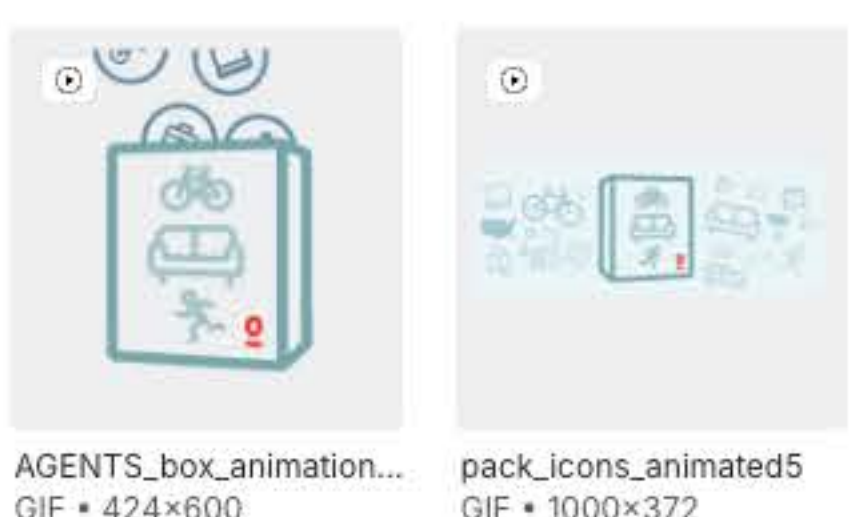 o
o
AGENTS_box_animation...
pack_icons_animated5
GIF • 424×600
GIF • 1000×372